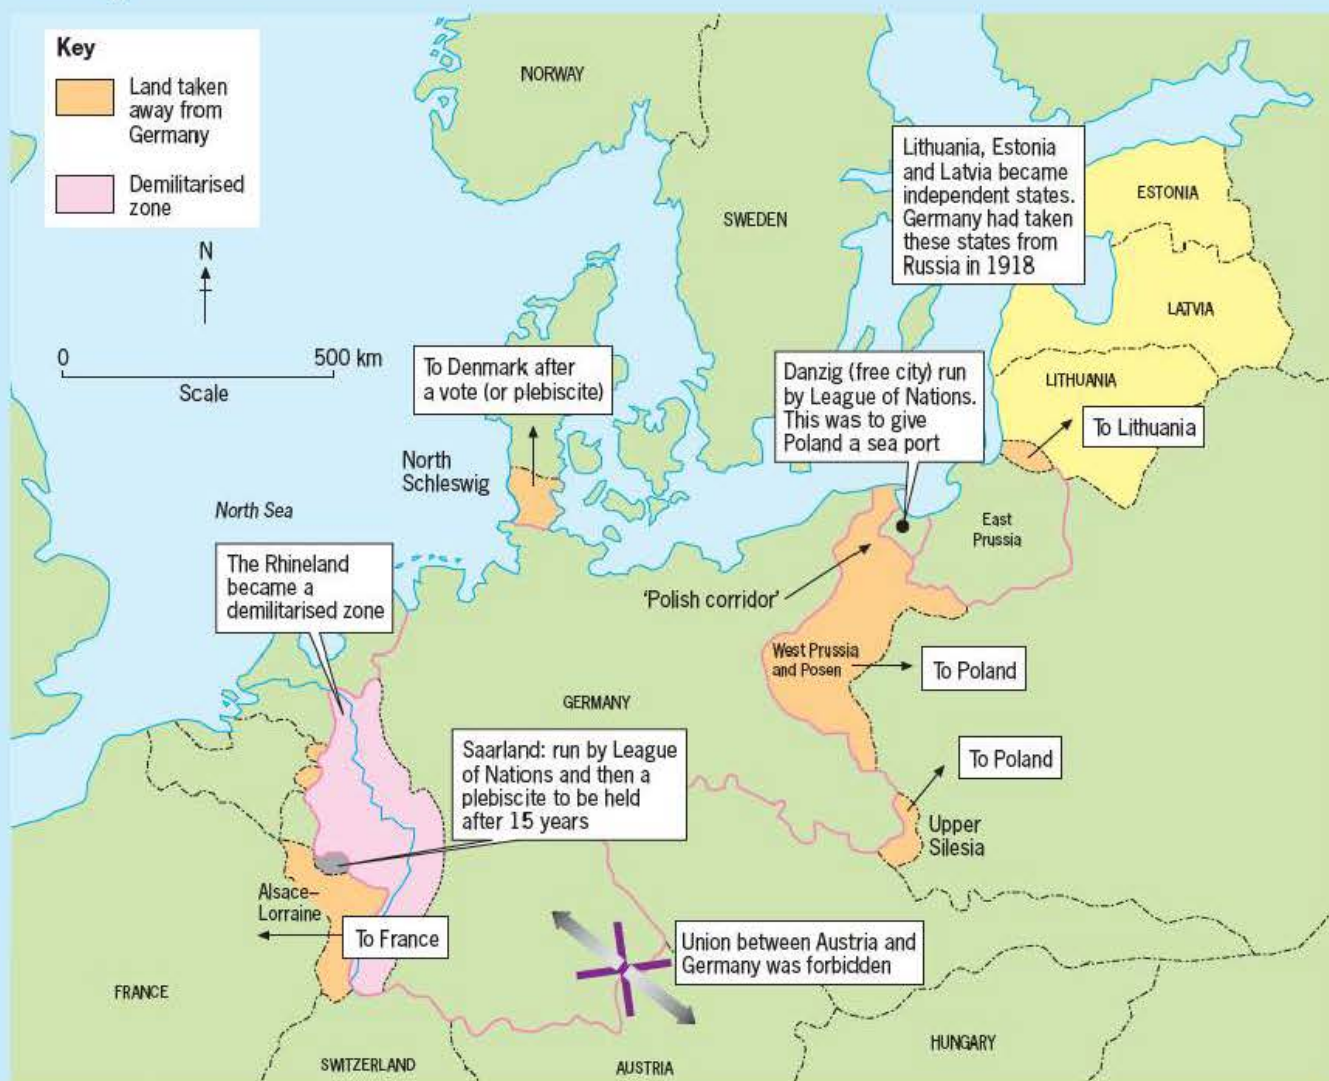 Key
Land taken
away from
Germany
Demilitarised
zone
N
0
500 km
Scale
NORWAY
SWEDEN
Lithuania, Estonia
and Latvia became
independent states.
Germany had taken
these states from
Russia in 1918
ESTONIA
LATVIA
LITHUANIA
To Lithuania
To Denmark after
a vote (or plebiscite)
Danzig (free city) run
by League of Nations.
This was to give
Poland a sea port
North
Schleswig
North Sea
East
Prussia
The Rhineland
became a
demilitarised zone
'Polish corridor'
West Prussia
and Posen
To Poland
GERMANY
Saarland: run by League
of Nations and then a
plebiscite to be held
after 15 years
To Poland
Upper
Silesia
Alsace–
Lorraine
To France
Union between Austria and
Germany was forbidden
FRANCE
SWITZERLAND
AUSTRIA
HUNGARY